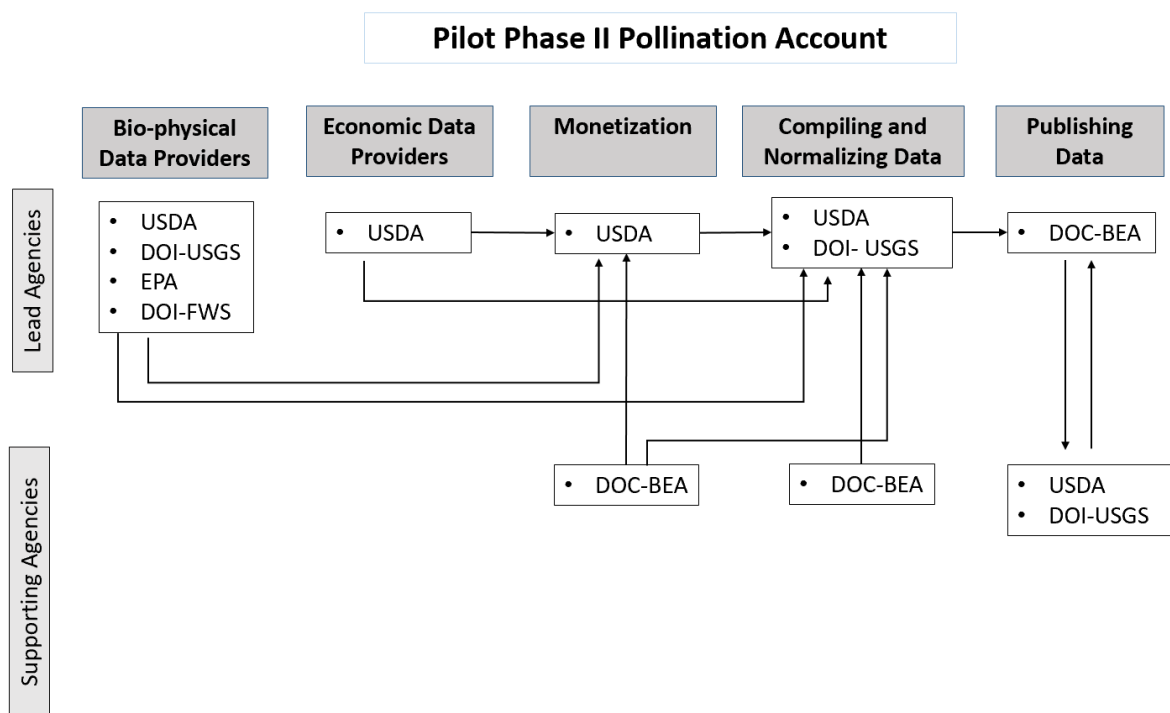 Pilot Phase II Pollination Account
Bio-physical
Data Providers
Economic Data
Providers
Monetization
Compiling and
Normalizing Data
Publishing
Data
Lead Agencies
• USDA
• DOI-USGS
• EPA
• DOI-FWS
• USDA
• USDA
• USDA
• DOI- USGS
• DOC-BEA
Supporting Agencies
• DOC-BEA
• DOC-BEA
• USDA
• DOI-USGS